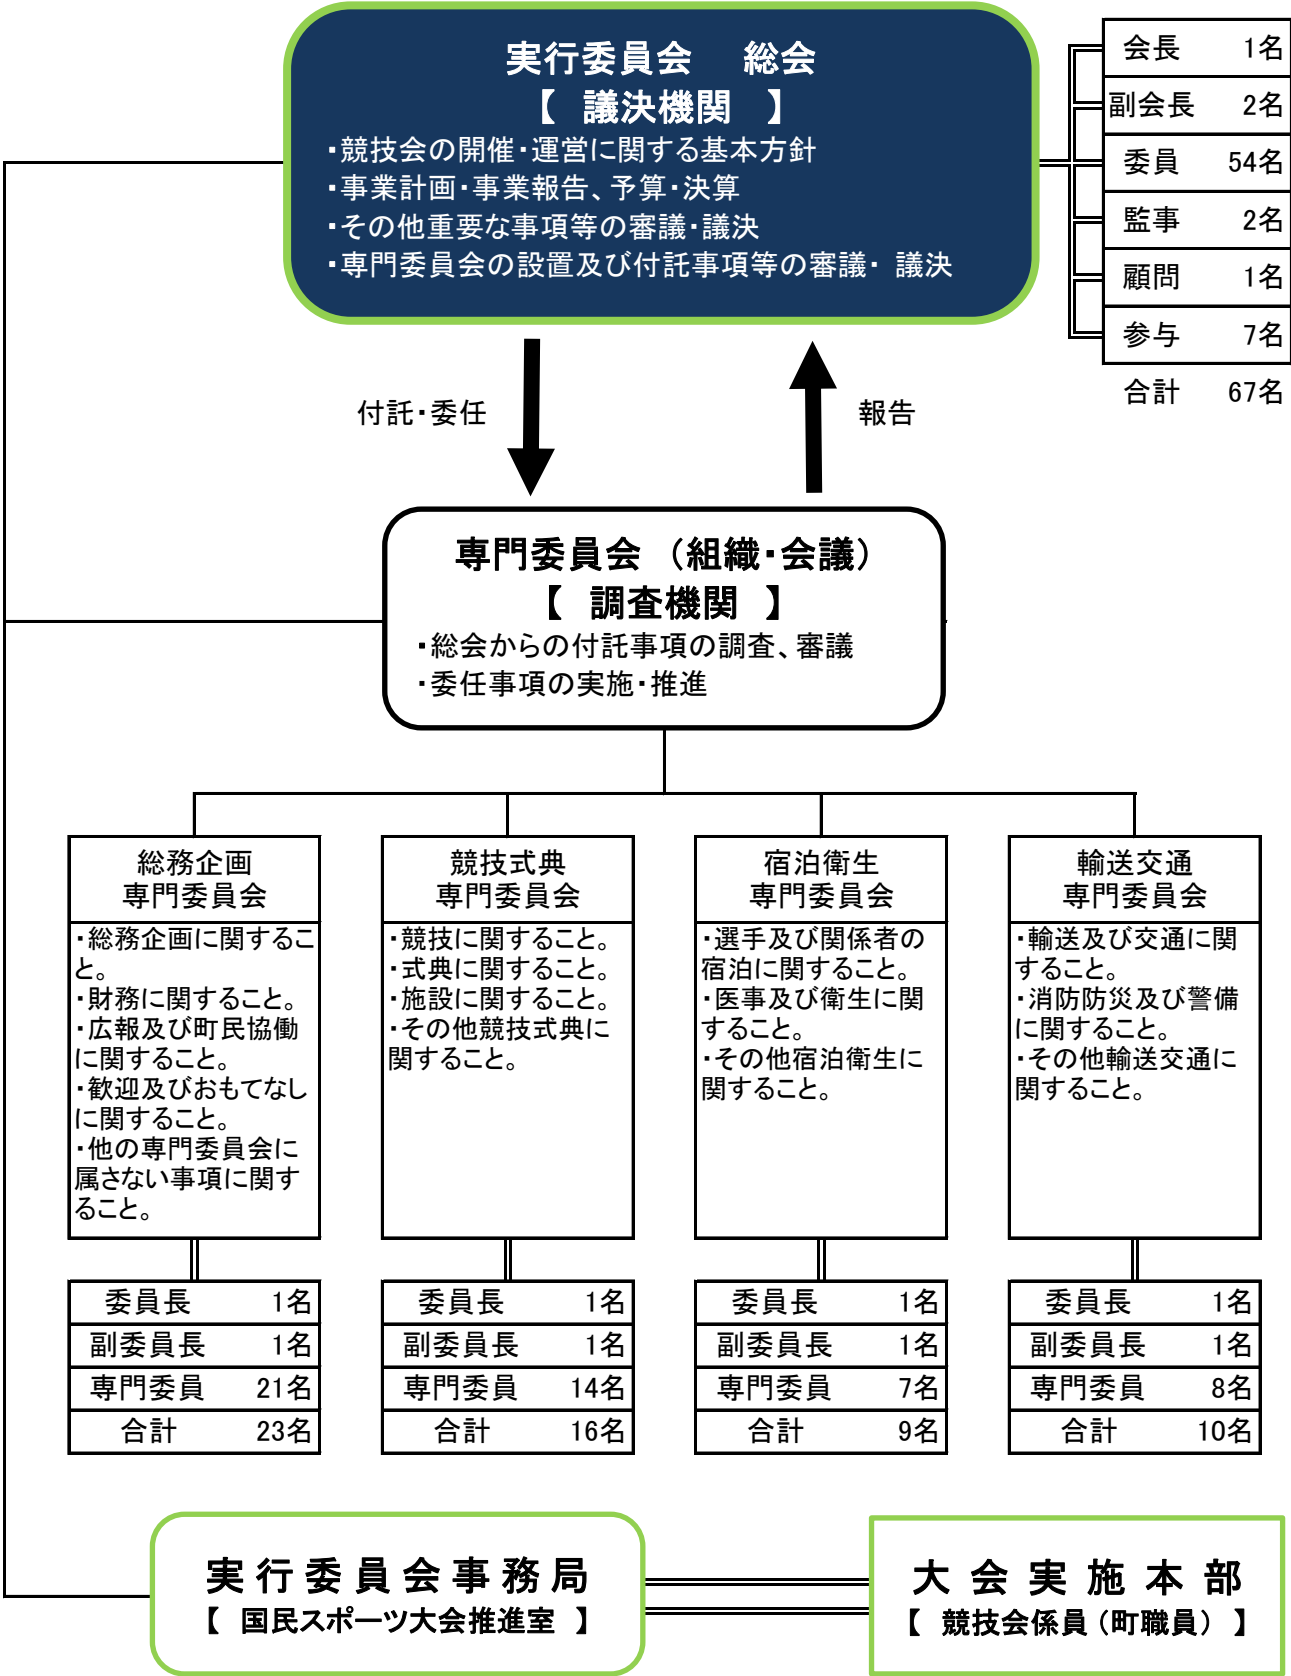 実行委員会　総会
【　議決機関　】
・競技会の開催・運営に関する基本方針
・事業計画・事業報告、予算・決算
・その他重要な事項等の審議・議決
・専門委員会の設置及び付託事項等の審議・ 議決
会長　1名
副会長　2名
委員　54名
監事　2名
顧問　1名
参与　7名
合計　67名
付託・委任
報告
専門委員会 （組織・会議）
【　調査機関　】
・総会からの付託事項の調査、審議
・委任事項の実施・推進
総務企画
専門委員会
・総務企画に関するこ
と。
・財務に関すること。
・広報及び町民協働
に関すること。
・歓迎及びおもてなし
に関すること。
・他の専門委員会に
属さない事項に関す
ること。
委員長　1名
副委員長　1名
専門委員　21名
合計　23名
競技式典
専門委員会
・競技に関すること。
・式典に関すること。
・施設に関すること。
・その他競技式典に
関すること。
委員長　1名
副委員長　1名
専門委員　14名
合計　16名
宿泊衛生
専門委員会
・選手及び関係者の
宿泊に関すること。
・医事及び衛生に関
すること。
・その他宿泊衛生に
関すること。
委員長　1名
副委員長　1名
専門委員　7名
合計　9名
輸送交通
専門委員会
・輸送及び交通に関
すること。
・消防防災及び警備
に関すること。
・その他輸送交通に
関すること。
委員長　1名
副委員長　1名
専門委員　8名
合計　10名
実行委員会事務局
【　国民スポーツ大会推進室　】
大会実施本部
【　競技会係員（町職員）　】